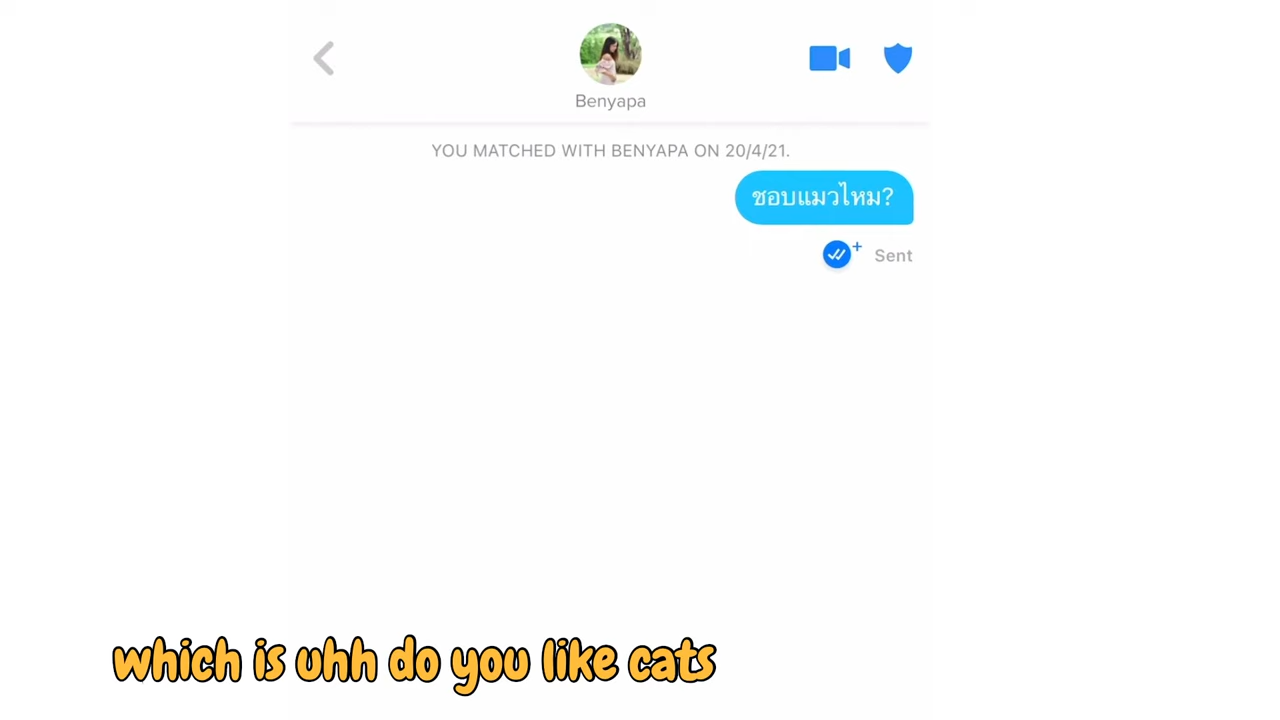 Benyapa
YOU MATCHED WITH BENYAPA ON 20/4/21.
ชอบแมวไหม?
Sent
which is uhh do you like cats